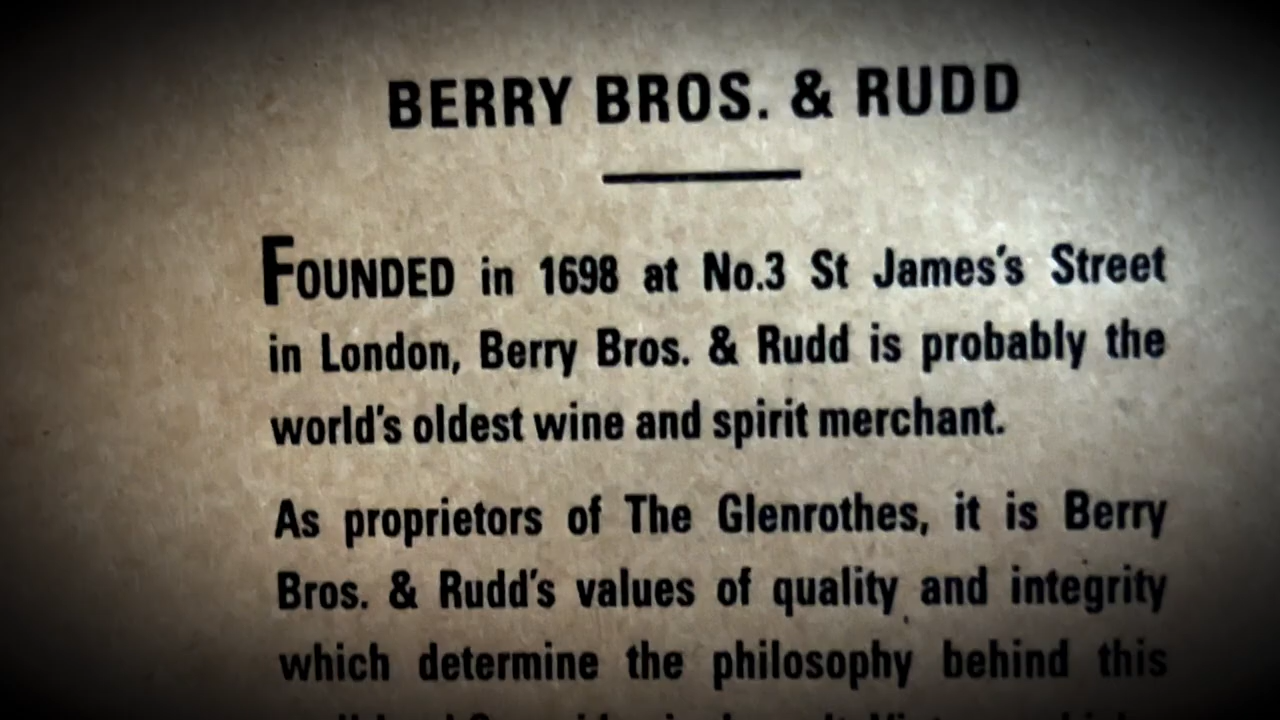 BERRY BROS. & RUDD
FOUNDED in 1698 at No.3 St James's Street
in London, Berry Bros. & Rudd is probably the
world's oldest wine and spirit merchant.
As proprietors of The Glenrothes, it is Berry
Bros. & Rudd's values of quality and integrity
which determine the philosophy behind this